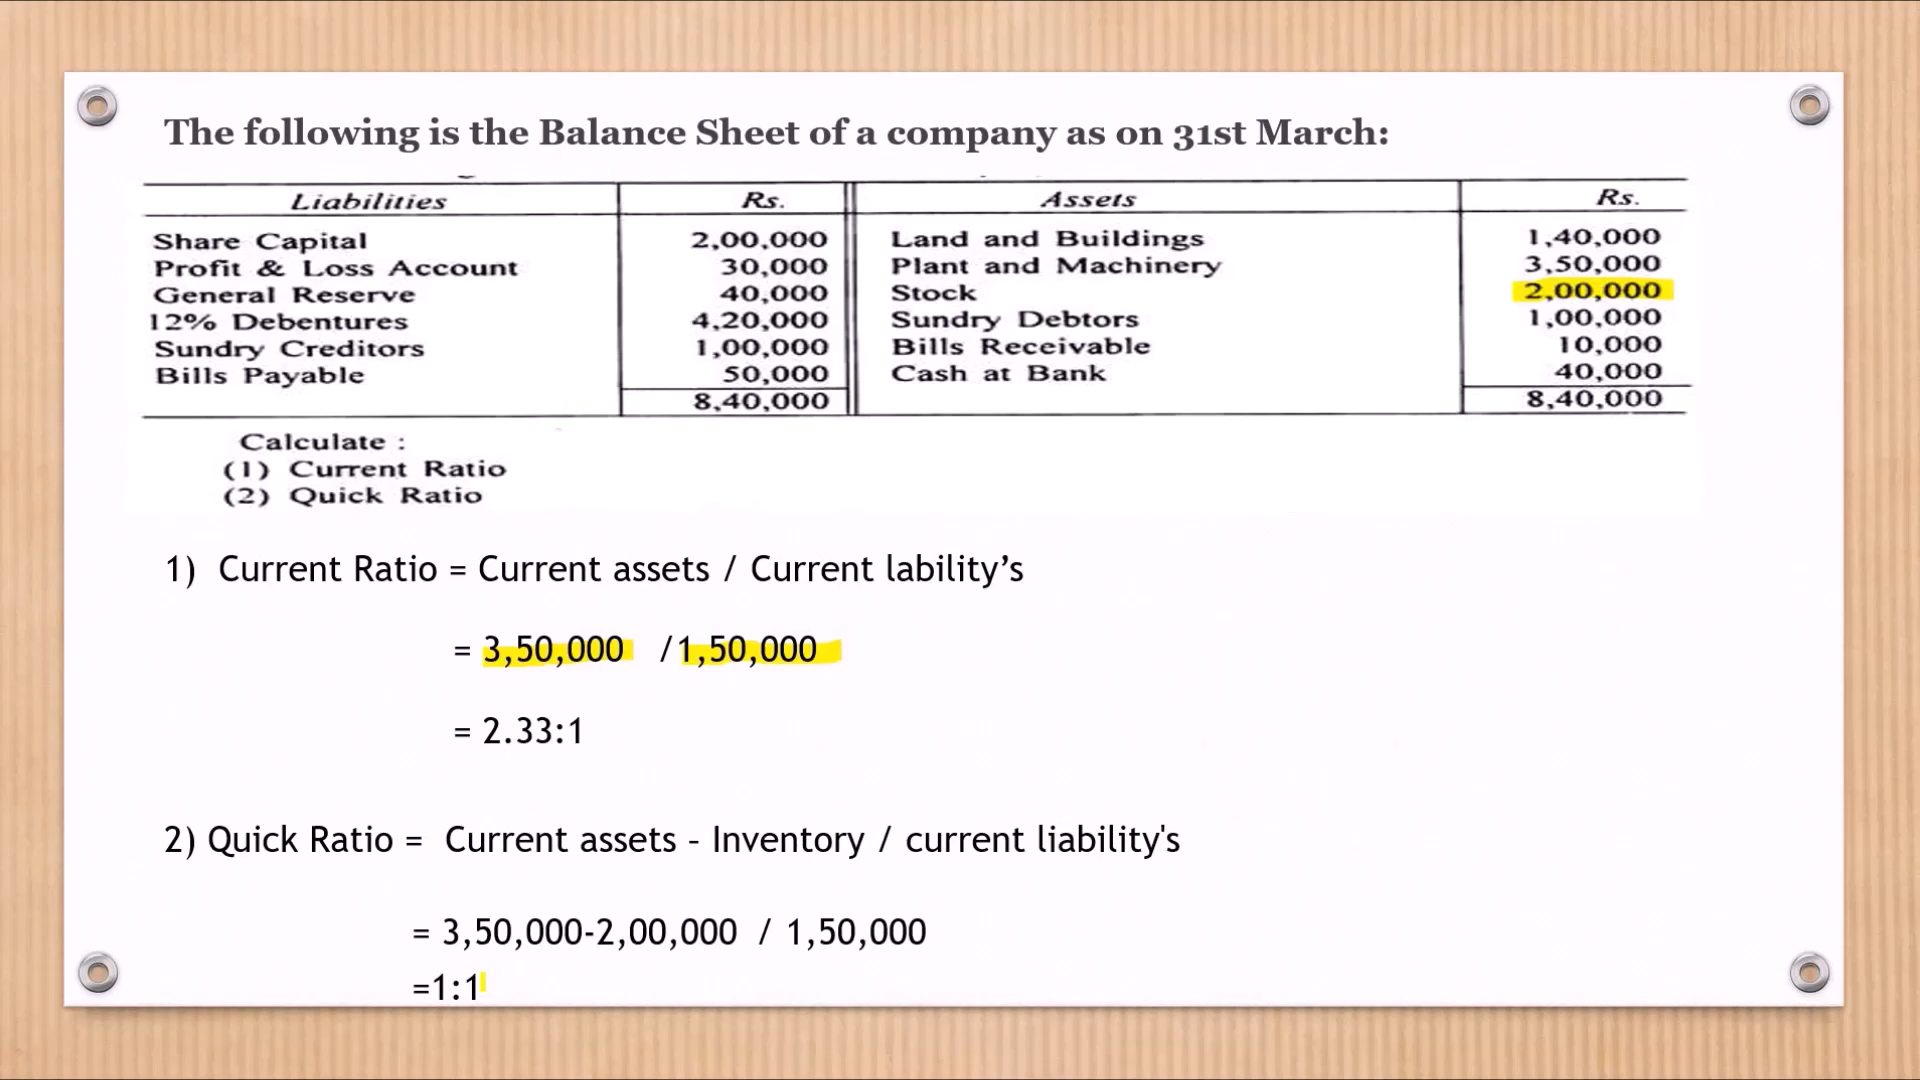 The following is the Balance Sheet of a company as on 31st March:
Liabilities Rs. Assets Rs.
Share Capital 2,00,000 Land and Buildings 1,40,000
Profit & Loss Account 30,000 Plant and Machinery 3,50,000
General Reserve 40,000 Stock 2,00,000
12% Debentures 4,20,000 Sundry Debtors 1,00,000
Sundry Creditors 1,00,000 Bills Receivable 10,000
Bills Payable 50,000 Cash at Bank 40,000
8,40,000 8,40,000
Calculate :
(1) Current Ratio
(2) Quick Ratio
1) Current Ratio = Current assets / Current lability’s
= 3,50,000 / 1,50,000
= 2.33:1
2) Quick Ratio = Current assets – Inventory / current liability's
= 3,50,000-2,00,000 / 1,50,000
=1:1